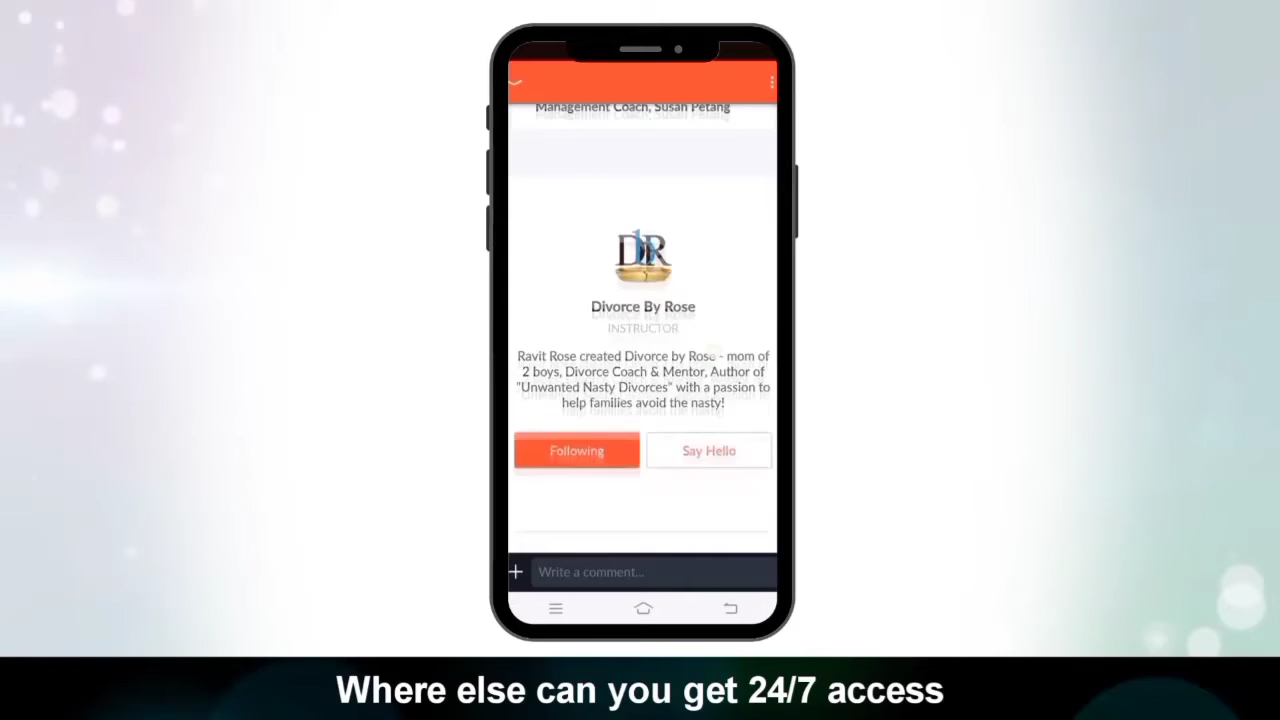 Management Coach, Susan Petang
DbR
Divorce By Rose
INSTRUCTOR
Ravit Rose created Divorce by Rose - mom of
2 boys, Divorce Coach & Mentor, Author of
"Unwanted Nasty Divorces" with a passion to
help families avoid the nasty!
Following
Say Hello
+
Write a comment...
Where else can you get 24/7 access